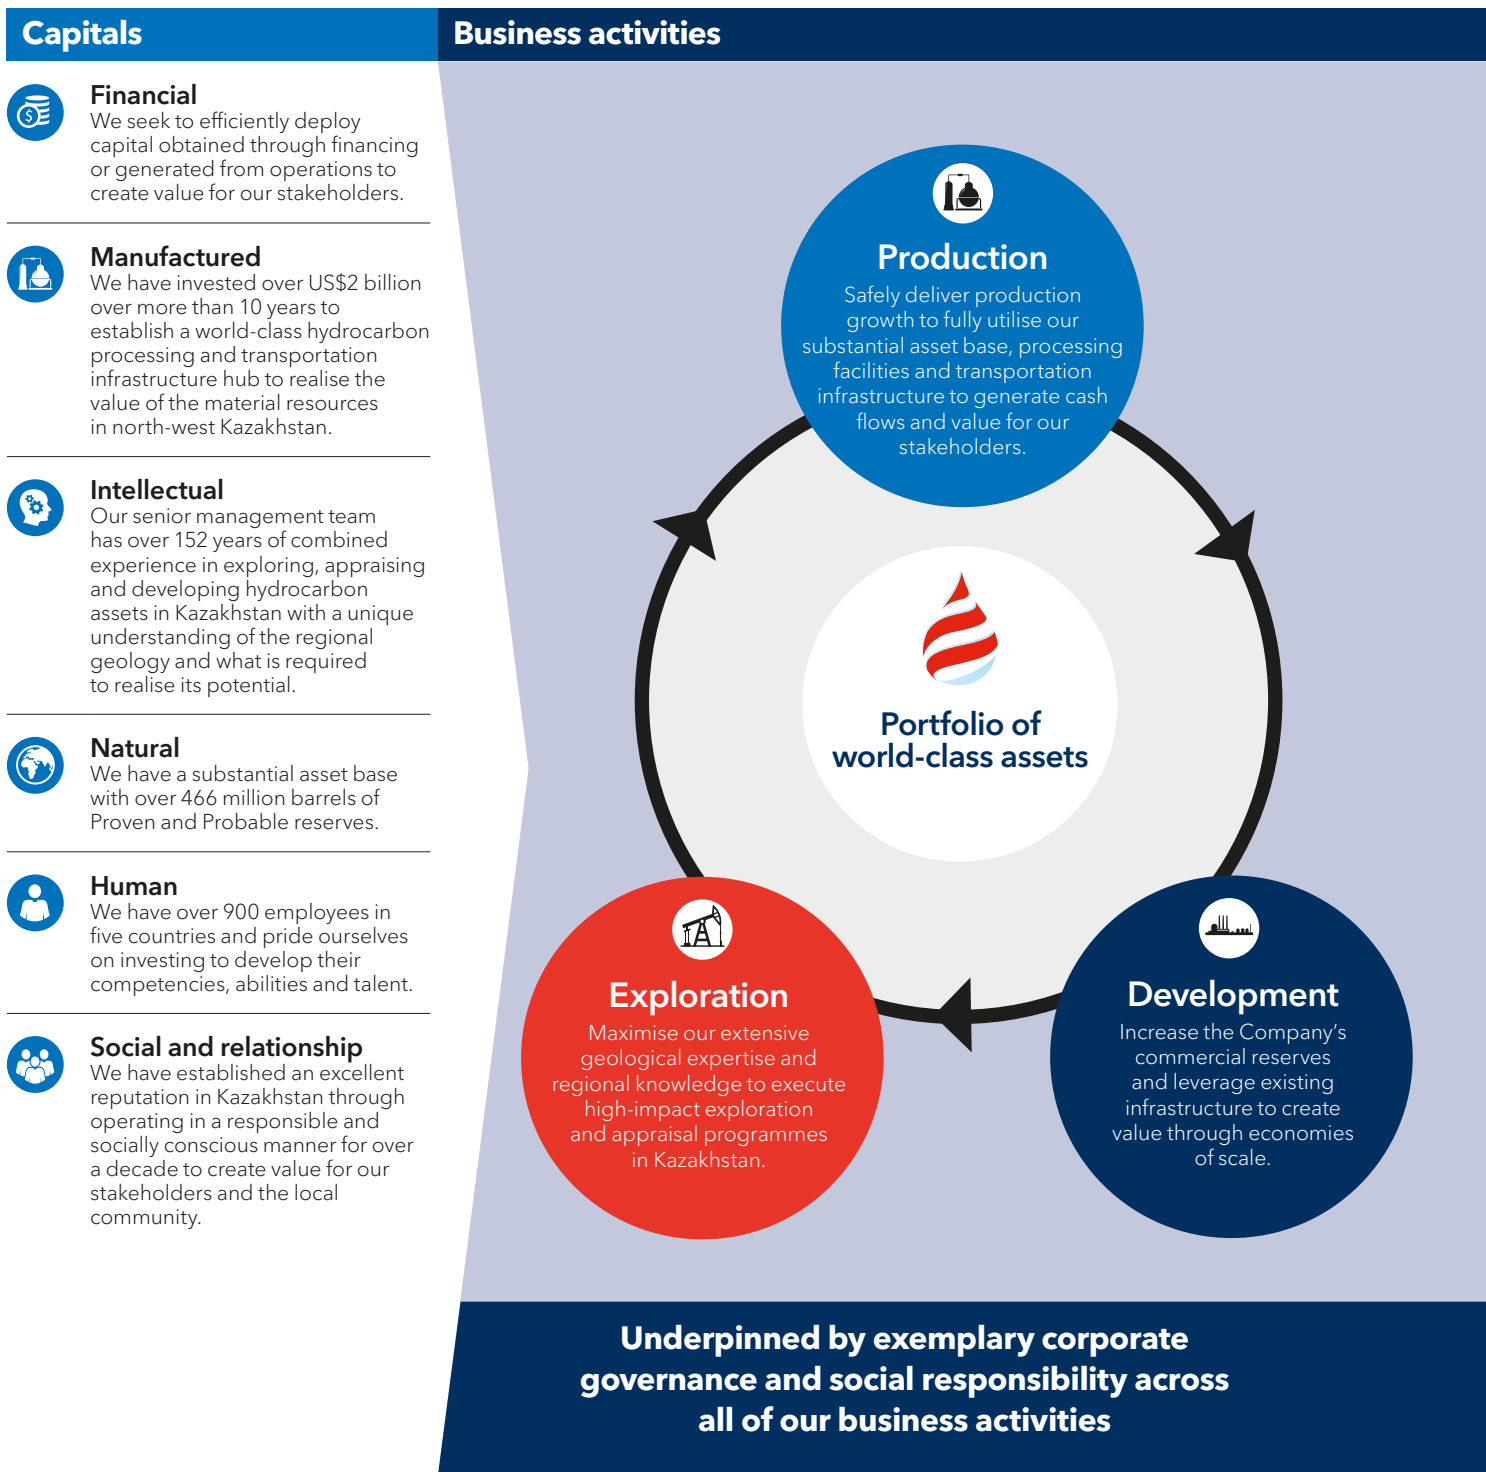 Capitals
Financial
We seek to efficiently deploy
capital obtained through financing
or generated from operations to
create value for our stakeholders.
Manufactured
We have invested over US$2 billion
over more than 10 years to
establish a world-class hydrocarbon
processing and transportation
infrastructure hub to realise the
value of the material resources
in north-west Kazakhstan.
Intellectual
Our senior management team
has over 152 years of combined
experience in exploring, appraising
and developing hydrocarbon
assets in Kazakhstan with a unique
understanding of the regional
geology and what is required
to realise its potential.
Natural
We have a substantial asset base
with over 466 million barrels of
Proven and Probable reserves.
Human
We have over 900 employees in
five countries and pride ourselves
on investing to develop their
competencies, abilities and talent.
Social and relationship
We have established an excellent
reputation in Kazakhstan through
operating in a responsible and
socially conscious manner for over
a decade to create value for our
stakeholders and the local
community.
Business activities
Production
Safely deliver production
growth to fully utilise our
substantial asset base, processing
facilities and transportation
infrastructure to generate cash
flows and value for our
stakeholders.
Portfolio of
world-class assets
Exploration
Maximise our extensive
geological expertise and
regional knowledge to execute
high-impact exploration
and appraisal programmes
in Kazakhstan.
Development
Increase the Company's
commercial reserves
and leverage existing
infrastructure to create
value through economies
of scale.
Underpinned by exemplary corporate
governance and social responsibility across
all of our business activities